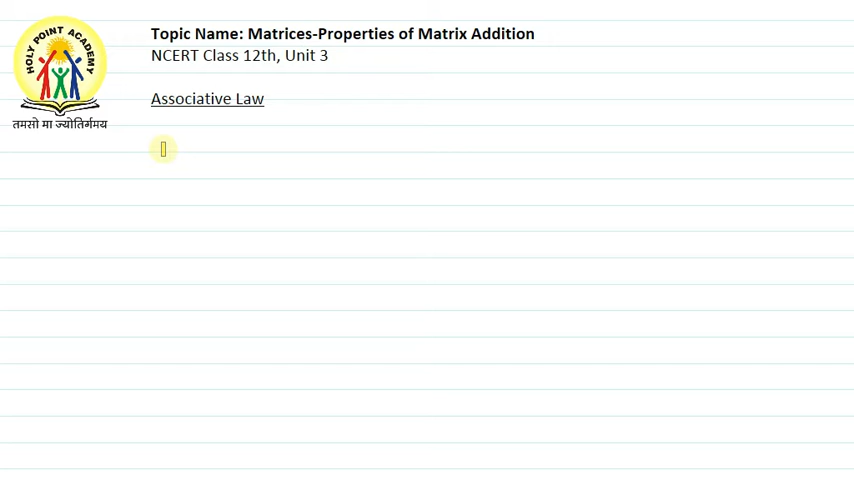 HOLY POINT ACADEMY
तमसो मा ज्योतिर्गमय
Topic Name: Matrices-Properties of Matrix Addition
NCERT Class 12th, Unit 3
Associative Law